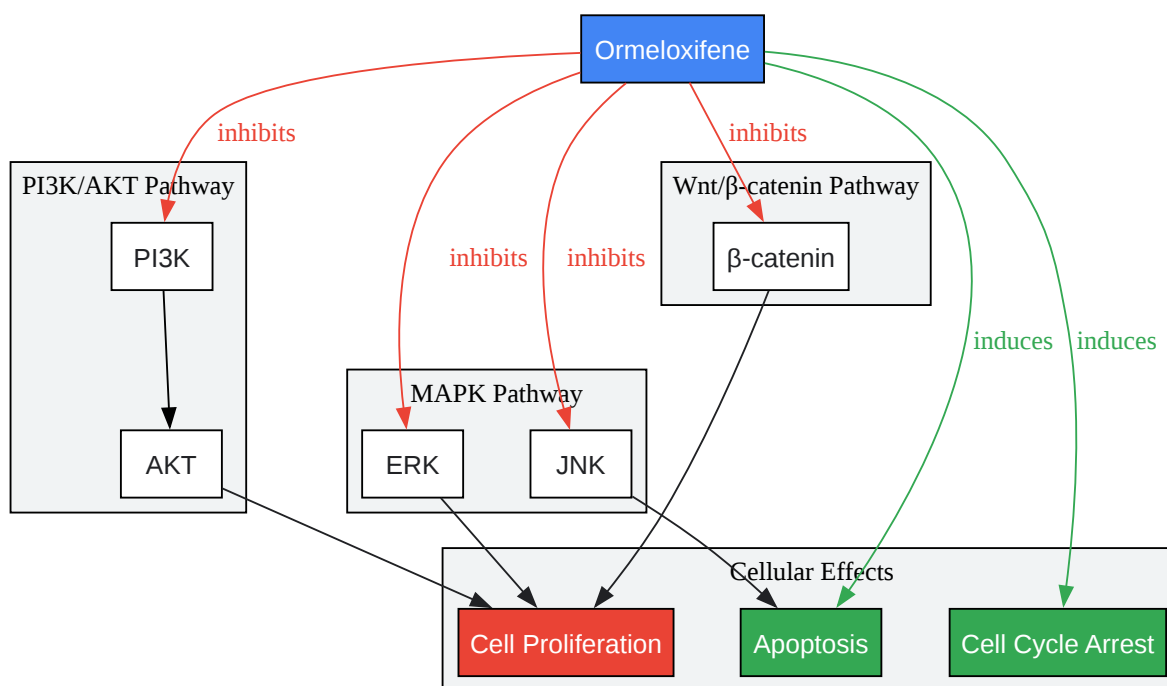 Ormeloxifene
inhibits
inhibits
PI3K/AKT Pathway
Wnt/β-catenin Pathway
PI3K
inhibits
inhibits
β-catenin
induces
induces
MAPK Pathway
AKT
ERK
JNK
Cellular Effects
Cell Proliferation
Apoptosis
Cell Cycle Arrest